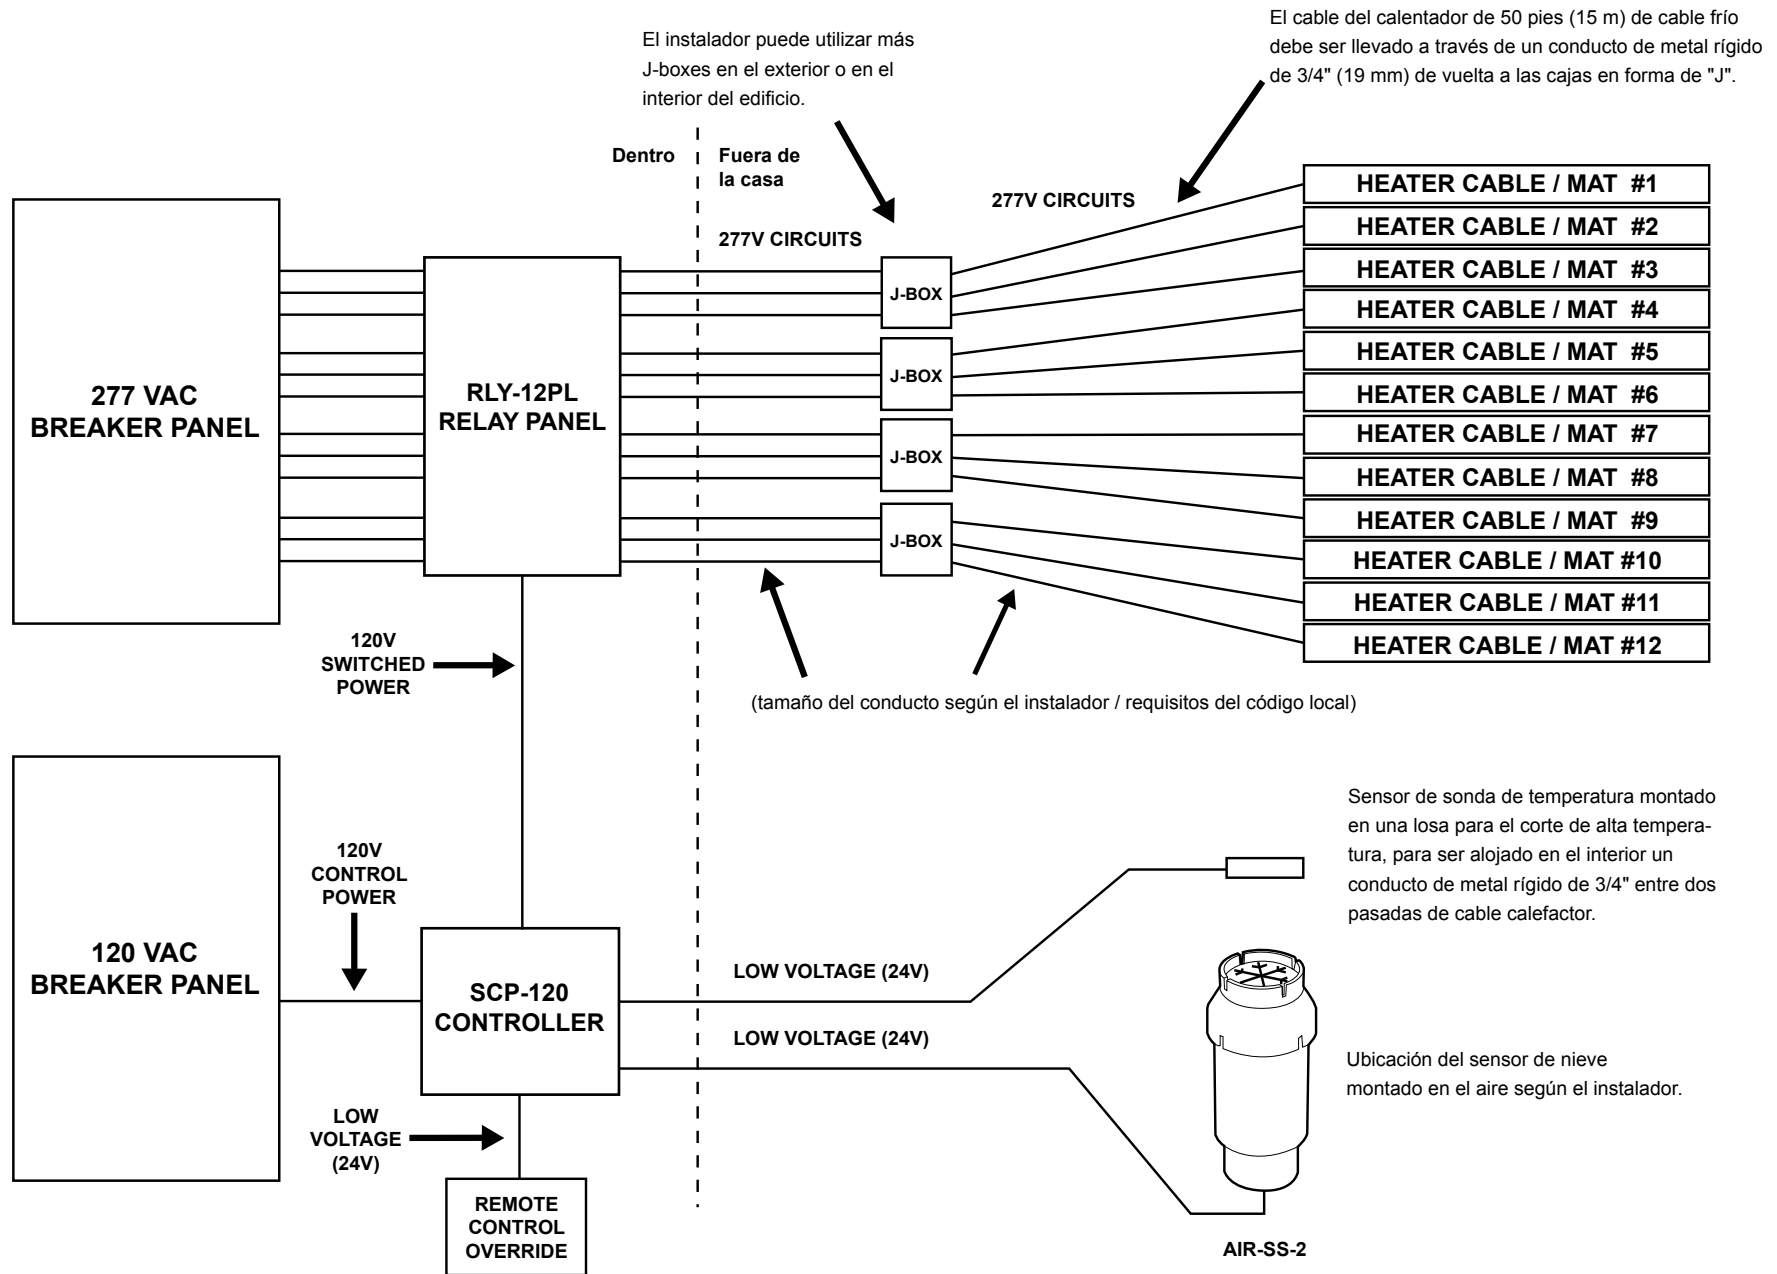 El instalador puede utilizar más
J-boxes en el exterior o en el
interior del edificio.
El cable del calentador de 50 pies (15 m) de cable frío
debe ser llevado a través de un conducto de metal rígido
de 3/4" (19 mm) de vuelta a las cajas en forma de "J".
Dentro
Fuera de
la casa
277V CIRCUITS
277V CIRCUITS
277 VAC
BREAKER PANEL
RLY-12PL
RELAY PANEL
J-BOX
J-BOX
J-BOX
J-BOX
HEATER CABLE / MAT #1
HEATER CABLE / MAT #2
HEATER CABLE / MAT #3
HEATER CABLE / MAT #4
HEATER CABLE / MAT #5
HEATER CABLE / MAT #6
HEATER CABLE / MAT #7
HEATER CABLE / MAT #8
HEATER CABLE / MAT #9
HEATER CABLE / MAT #10
HEATER CABLE / MAT #11
HEATER CABLE / MAT #12
120V
SWITCHED
POWER
(tamaño del conducto según el instalador / requisitos del código local)
120 VAC
BREAKER PANEL
120V
CONTROL
POWER
SCP-120
CONTROLLER
LOW VOLTAGE (24V)
LOW VOLTAGE (24V)
Sensor de sonda de temperatura montado
en una losa para el corte de alta tempera-
tura, para ser alojado en el interior un
conducto de metal rígido de 3/4" entre dos
pasadas de cable calefactor.
Ubicación del sensor de nieve
montado en el aire según el instalador.
LOW
VOLTAGE
(24V)
REMOTE
CONTROL
OVERRIDE
AIR-SS-2